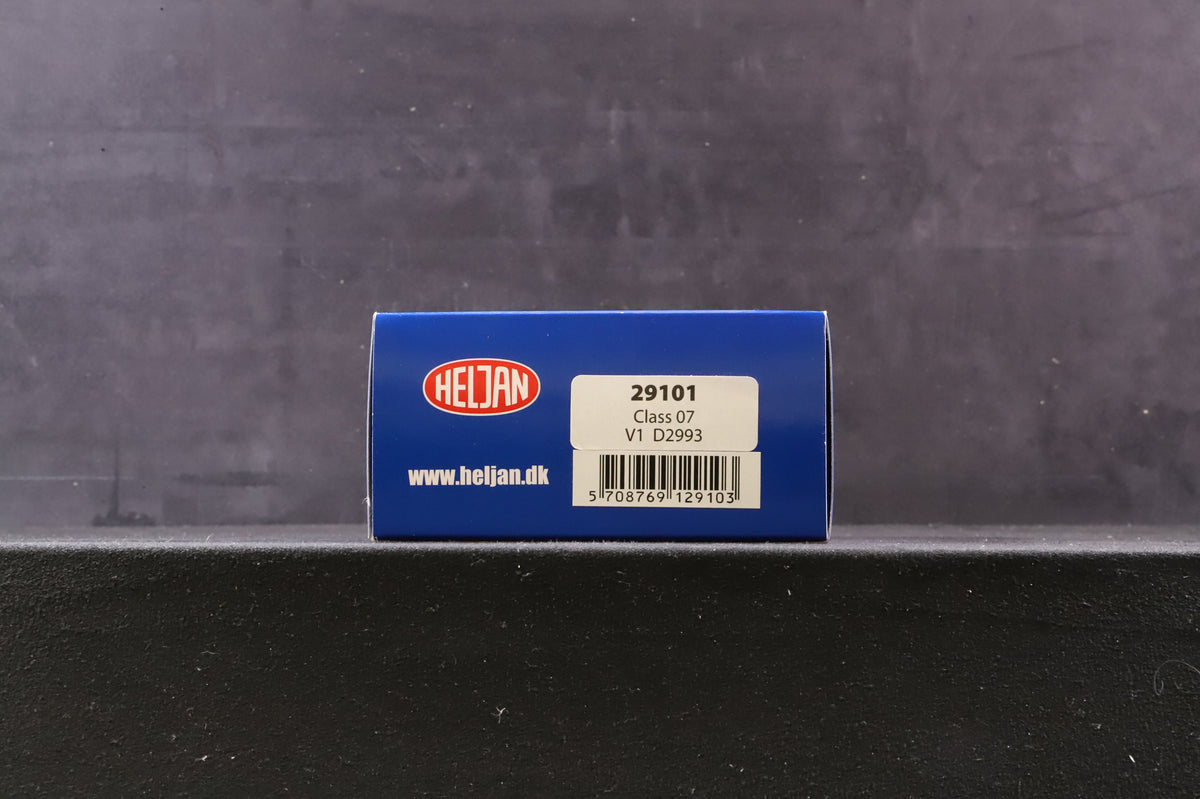 HELJAN
www.heljan.dk
29101
Class 07
V1 D2993
5 708769 129103